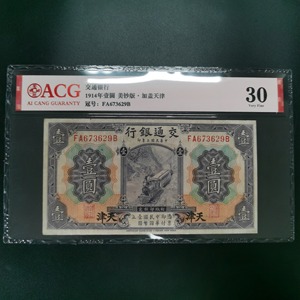 ACG
AI CANG GUARANTY
交通银行
1914年壹圆 美钞版·加盖天津
冠号: FA673629B
30
Very Fine
行銀通交
FA673629B
FA673629B
壹
壹
圓壹
圓壹
津天
津天